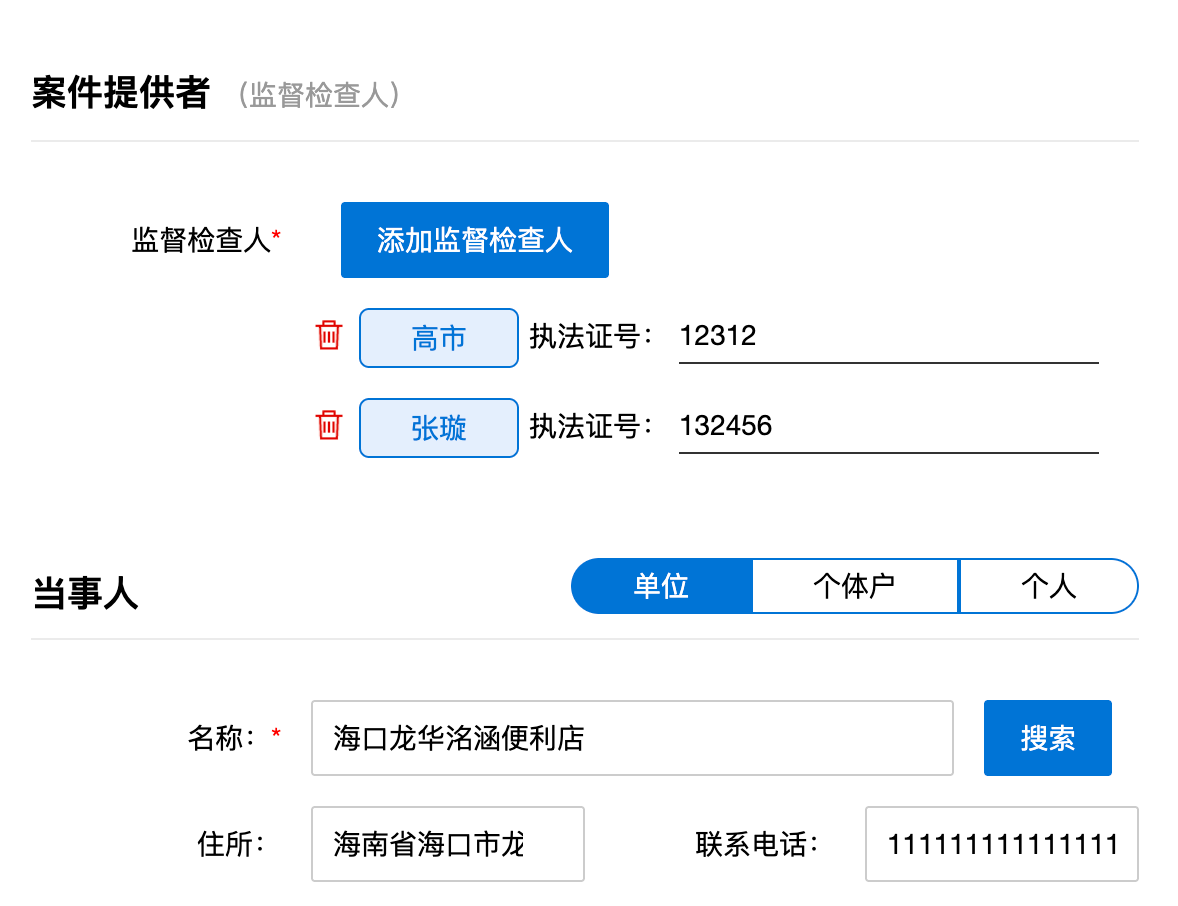 案件提供者 （监督检查人）
监督检查人* 添加监督检查人
高市 执法证号： 12312
张璇 执法证号： 132456
当事人 单位 个体户 个人
名称：* 海口龙华洺涵便利店 搜索
住所： 海南省海口市龙 联系电话： 111111111111111